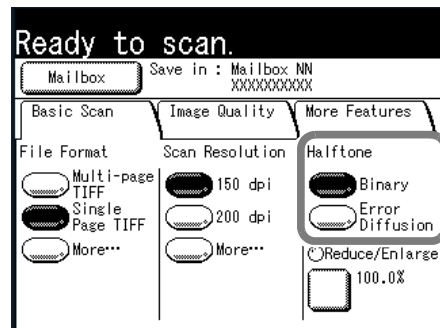 Ready to scan.
Mailbox
Save in : Mailbox NN
XXXXXXXXXX
Basic Scan
Image Quality
More Features
File Format
Multi-page
TIFF
Single
Page TIFF
More…
Scan Resolution
150 dpi
200 dpi
More…
Halftone
Binary
Error
Diffusion
Reduce/Enlarge
100.0%